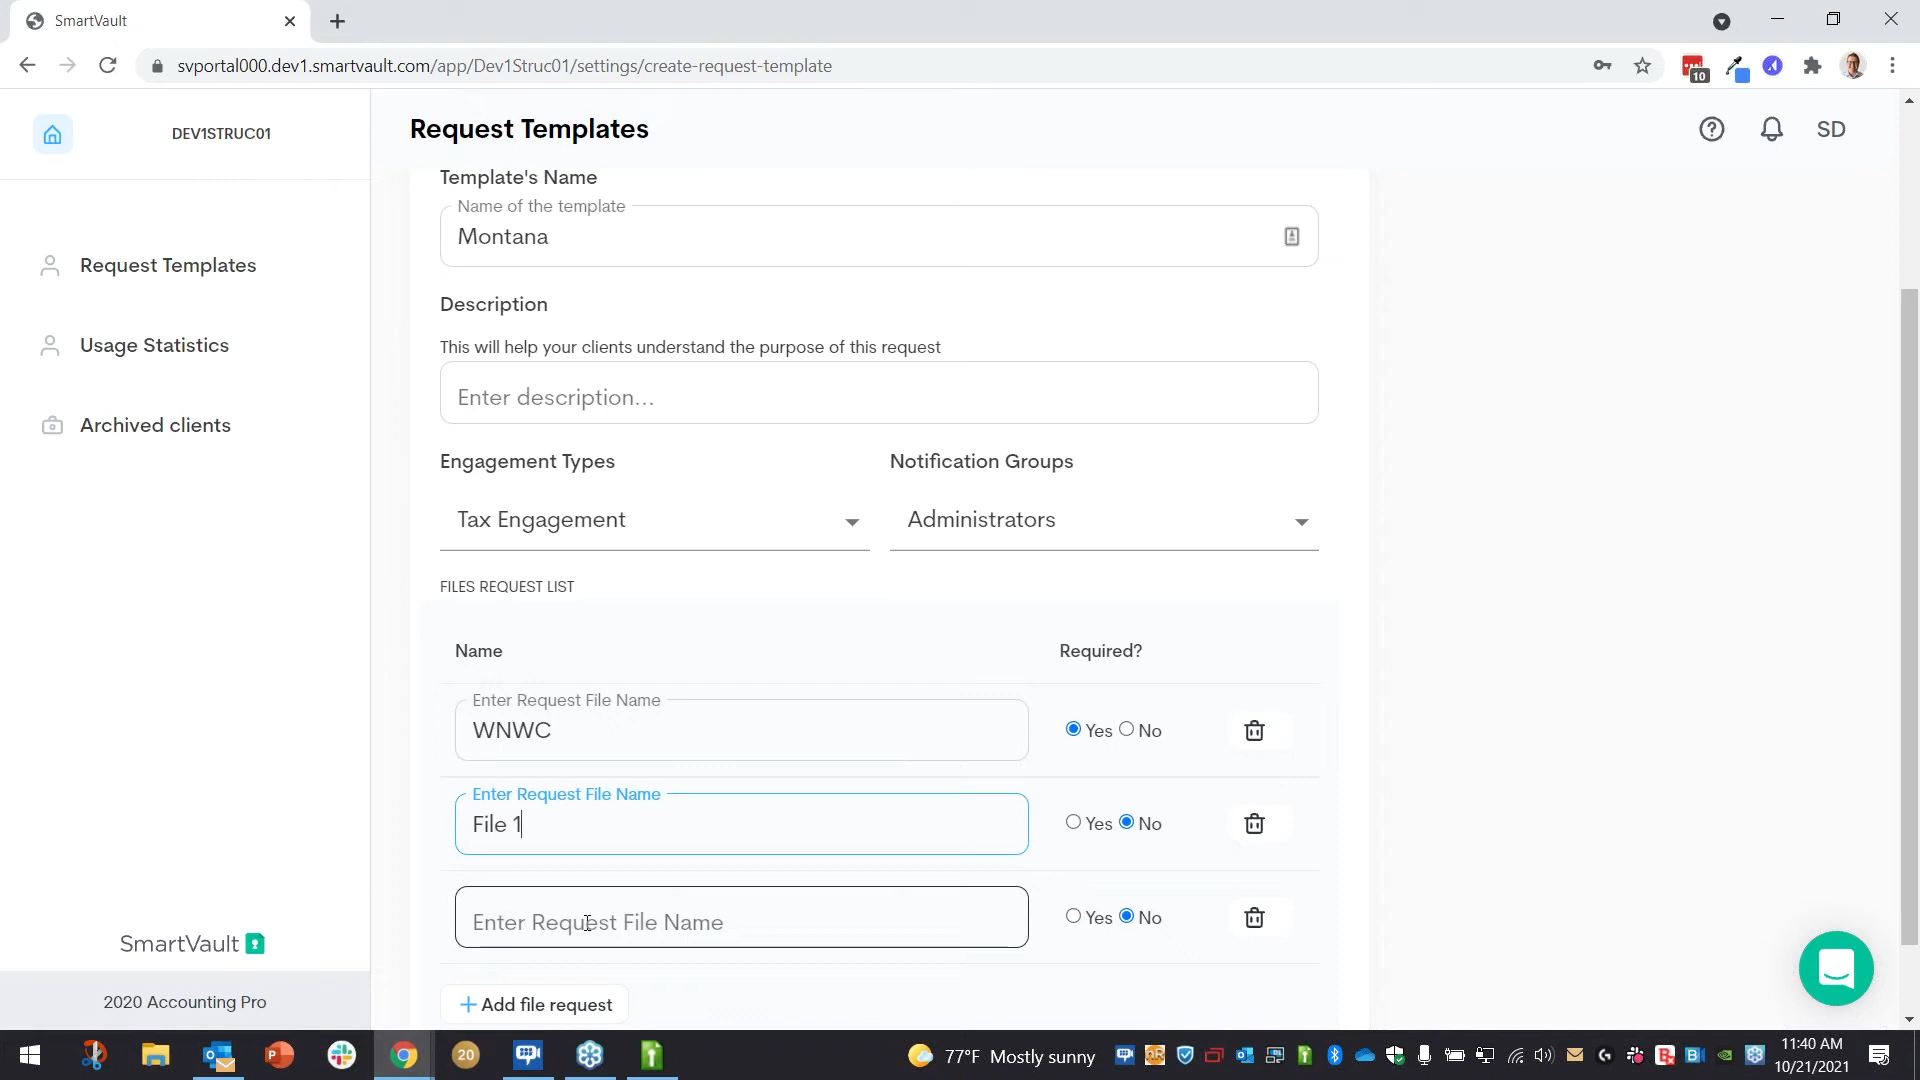 SmartVault
svportal000.dev1.smartvault.com/app/Dev1Struc01/settings/create-request-template
10
DEV1STRUC01
Request Templates
SD
Request Templates
Usage Statistics
Archived clients
SmartVault
2020 Accounting Pro
Template's Name
Name of the template
Montana
Description
This will help your clients understand the purpose of this request
Enter description...
Engagement Types
Notification Groups
Tax Engagement
Administrators
FILES REQUEST LIST
Name
Required?
Enter Request File Name
WNWC
Yes No
Enter Request File Name
File 1
Yes No
Enter Request File Name
Yes No
+ Add file request
20
77°F Mostly sunny
11:40 AM
10/21/2021